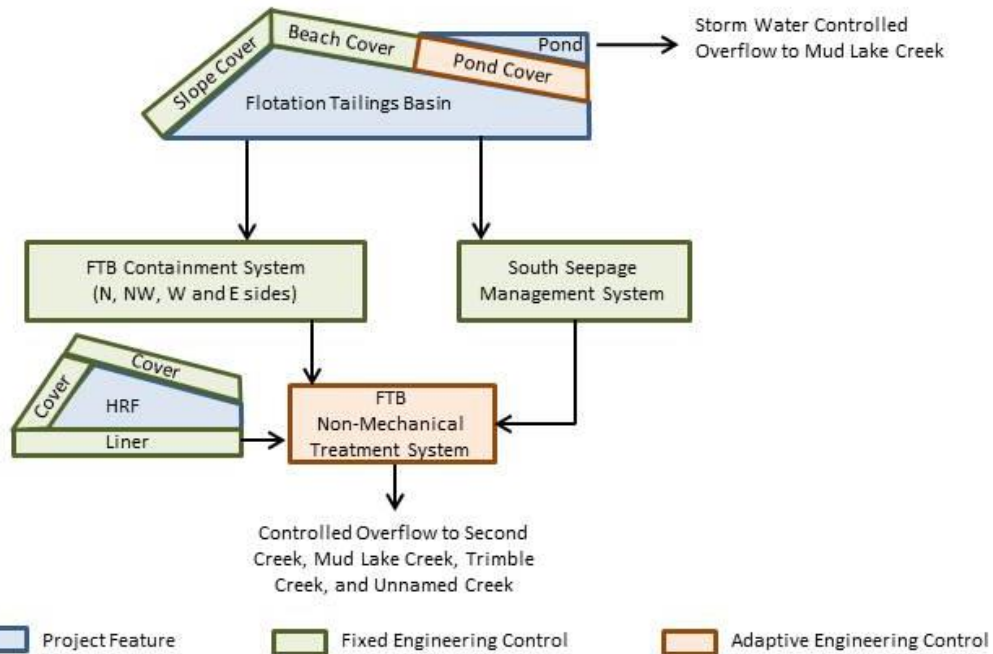 Slope Cover
Beach Cover
Pond
Pond Cover
Flotation Tailings Basin
Storm Water Controlled
Overflow to Mud Lake Creek
FTB Containment System
(N, NW, W and E sides)
South Seepage
Management System
Cover
Cover
HRF
Liner
FTB
Non-Mechanical
Treatment System
Controlled Overflow to Second
Creek, Mud Lake Creek, Trimble
Creek, and Unnamed Creek
Project Feature
Fixed Engineering Control
Adaptive Engineering Control